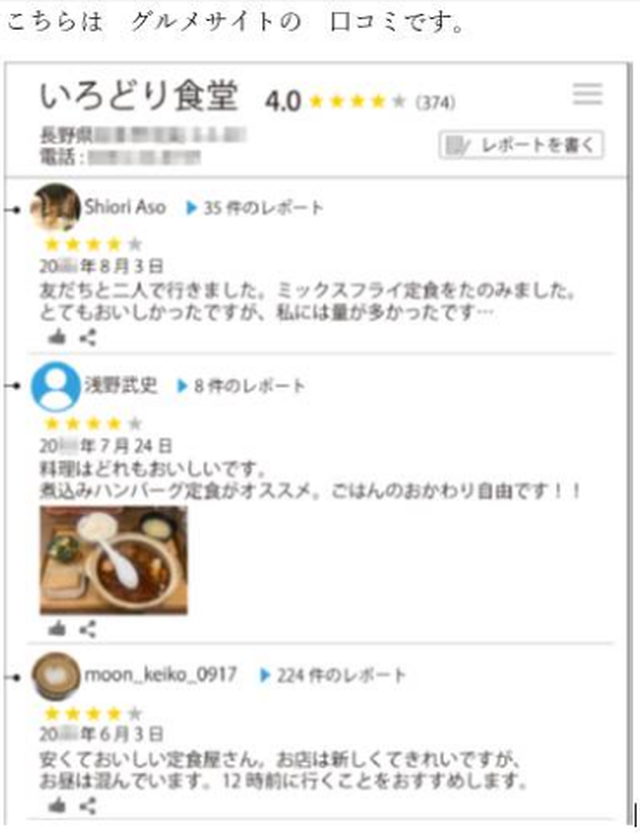 こちらは　グルメサイトの　口コミです。
いろどり食堂 4.0 ★★★★★ (374)
長野県
電話：
レポートを書く
Shiori Aso ▶ 35 件のレポート
★★★★★
20 年 8 月 3 日
友だちと二人で行きました。ミックスフライ定食をたのみました。
とてもおいしかったですが、私には量が多かったです…
浅野武史 ▶ 8 件のレポート
★★★★★
20 年 7 月 24 日
料理はどれもおいしいです。
煮込みハンバーグ定食がオススメ。ごはんのおかわり自由です！！
moon_keiko_0917 ▶ 224 件のレポート
★★★★★
20 年 6 月 3 日
安くておいしい定食屋さん。お店は新しくてきれいですが、
お昼は混んでいます。12 時前に行くことをおすすめします。